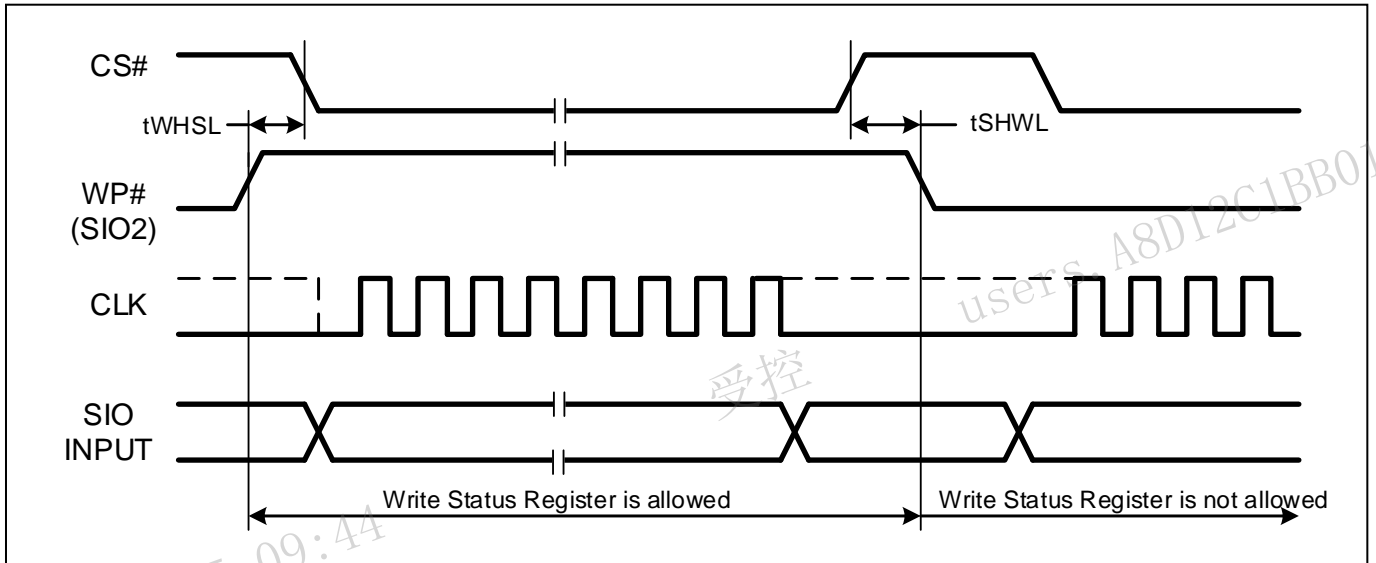 CS#
tWHSL
tSHWL
WP#
(SIO2)
users.A8D12C1BB01
CLK
受控
SIO
INPUT
Write Status Register is allowed
Write Status Register is not allowed
09:44